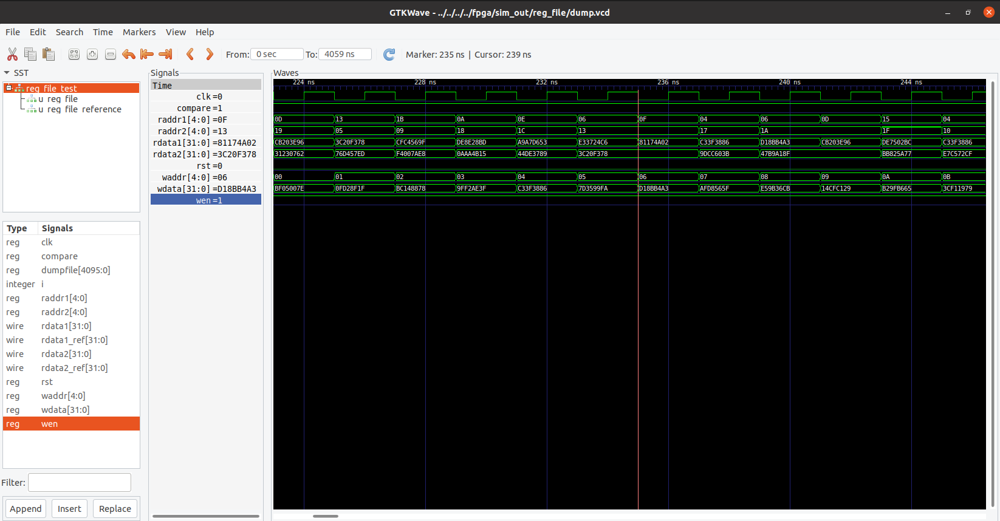 GTKWave - ../../../../fpga/sim_out/reg_file/dump.vcd
File Edit Search Time Markers View Help
From: 0 sec To: 4059 ns Marker: 235 ns | Cursor: 239 ns
SST
reg_file_test
u_reg_file
u_reg_file_reference
Type Signals
reg clk
reg compare
reg dumpfile[4095:0]
integer i
reg raddr1[4:0]
reg raddr2[4:0]
wire rdata1[31:0]
wire rdata1_ref[31:0]
wire rdata2[31:0]
wire rdata2_ref[31:0]
reg rst
reg waddr[4:0]
reg wdata[31:0]
reg wen
Filter:
Append Insert Replace
Signals
Time
clk=0
compare=1
raddr1[4:0]=0F
raddr2[4:0]=13
rdata1[31:0]=81174A02
rdata2[31:0]=3C20F378
rst=0
waddr[4:0]=06
wdata[31:0]=D18BB4A3
wen=1
Waves
224 ns 228 ns 232 ns 236 ns 240 ns 244 ns
0D 13 1B 0A 0E 06 0F 04 06 0D 15 04
19 05 09 18 1C 13 17 1A 1F 10
CB203E96 3C20F378 CFC4569F DE8E28BD A9A7D653 E33724C6 81174A02 C33F3886 D18BB4A3 CB203E96 DE7502BC C33F3886
31230762 76D457ED F4007AE8 0AAA4B15 44DE3789 3C20F378 9DCC603B 47B9A18F BB825A77 E7C572CF
00 01 02 03 04 05 06 07 08 09 0A 0B
BF05007E 0FD28F1F BC148878 9FF2AE3F C33F3886 7D3599FA D18BB4A3 AFD8565F E59B36CB 14CFC129 B29FB665 3CF11979